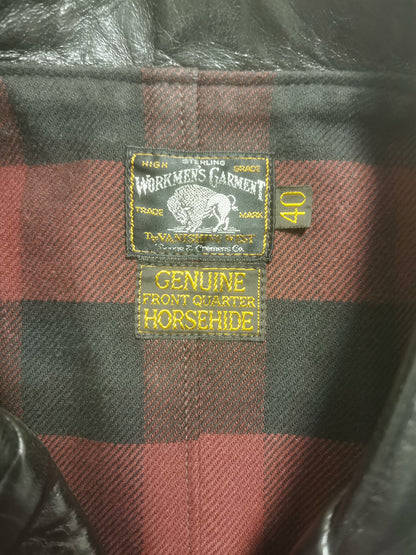 STERLING
HIGH GRADE
WORKMEN'S GARMENT
TRADE MARK
40
GENUINE
FRONT QUARTER
HORSEHIDE